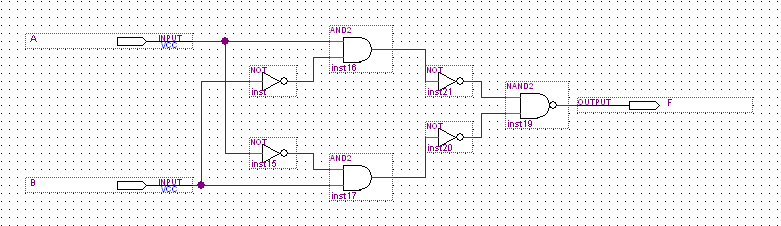 A
INPUT
VCC
AND2
inst16
NOT
inst
NOT
inst21
NAND2
inst19
OUTPUT
F
NOT
inst15
NOT
inst20
AND2
inst17
B
INPUT
VCC